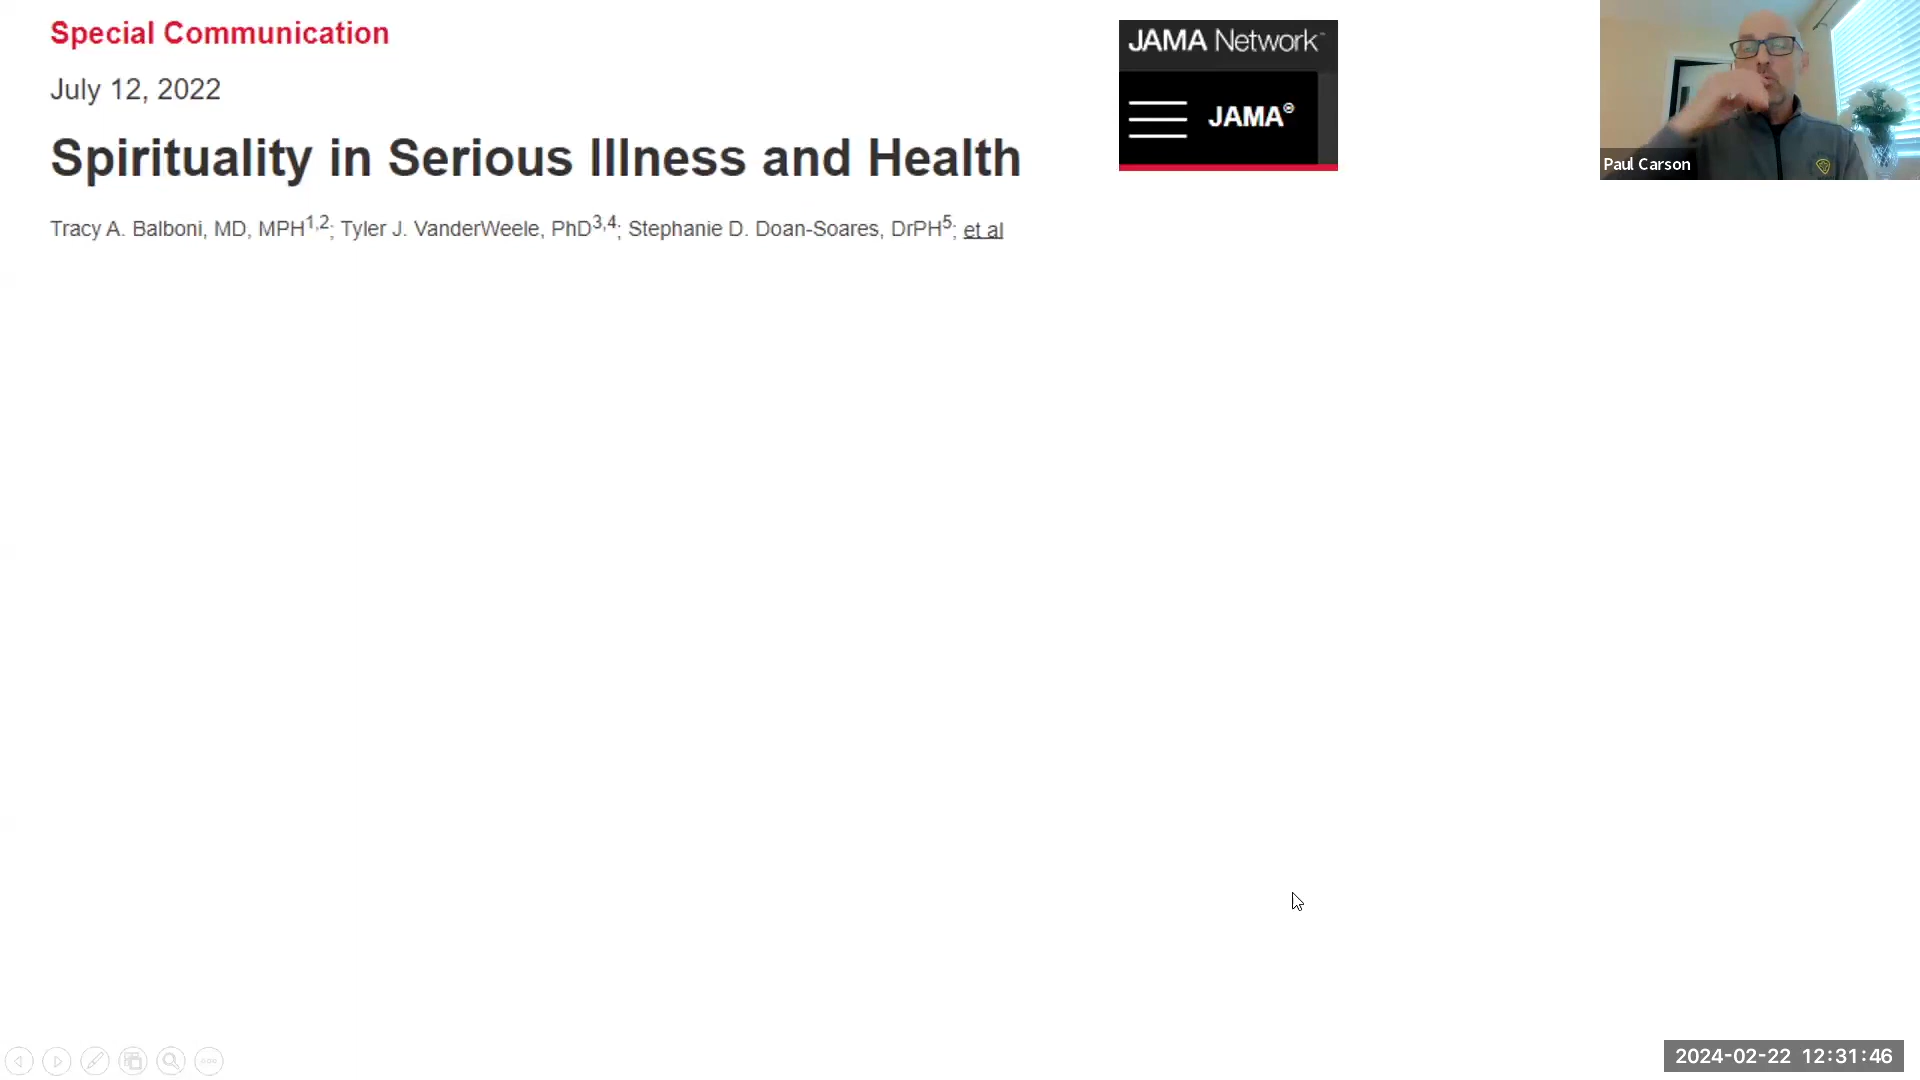 Special Communication
July 12, 2022
Spirituality in Serious Illness and Health
Tracy A. Balboni, MD, MPH1,2; Tyler J. VanderWeele, PhD3,4; Stephanie D. Doan-Soares, DrPH5; et al
JAMA Network™
JAMA®
Paul Carson
2024-02-22 12:31:46